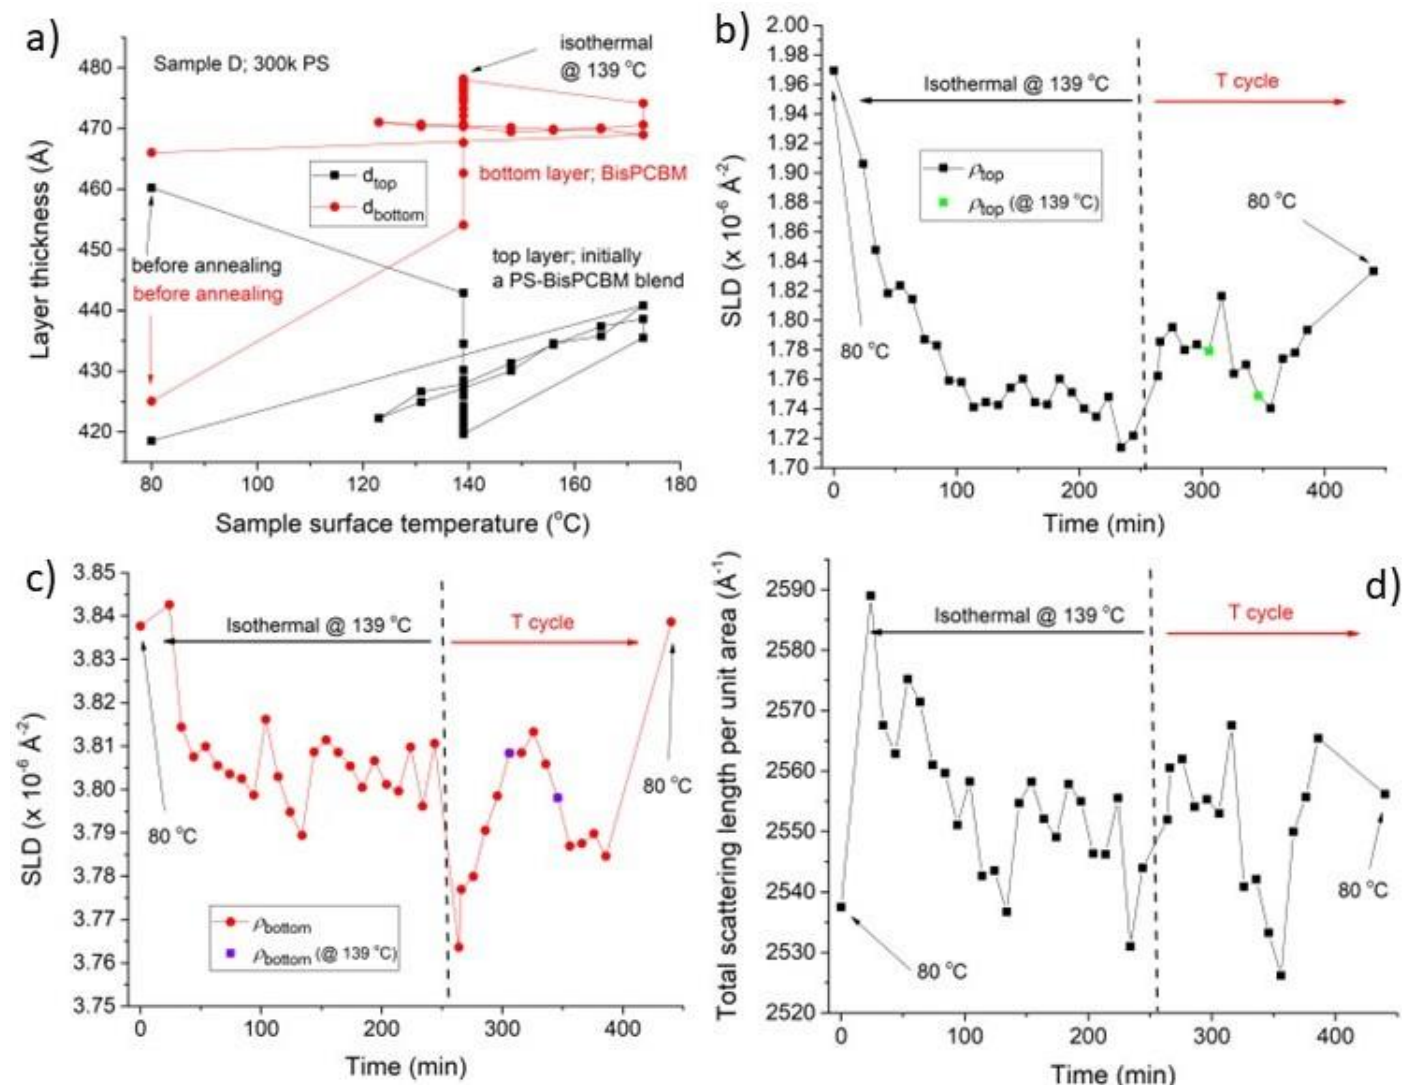 a)
Sample D; 300k PS
isothermal
@ 139 °C
d_top
d_bottom
bottom layer; BisPCBM
top layer; initially
a PS-BisPCBM blend
before annealing
before annealing
Layer thickness (Å)
480
470
460
450
440
430
420
80
100
120
140
160
180
Sample surface temperature (°C)
b)
Isothermal @ 139 °C
T cycle
ρ_top
ρ_top (@ 139 °C)
80 °C
80 °C
SLD (x 10⁻⁶ Å⁻²)
2.00
1.98
1.96
1.94
1.92
1.90
1.88
1.86
1.84
1.82
1.80
1.78
1.76
1.74
1.72
1.70
0
100
200
300
400
Time (min)
c)
Isothermal @ 139 °C
T cycle
80 °C
80 °C
ρ_bottom
ρ_bottom (@ 139 °C)
SLD (x 10⁻⁶ Å⁻²)
3.85
3.84
3.83
3.82
3.81
3.80
3.79
3.78
3.77
3.76
3.75
0
100
200
300
400
Time (min)
d)
Isothermal @ 139 °C
T cycle
80 °C
80 °C
Total scattering length per unit area (Å⁻¹)
2590
2580
2570
2560
2550
2540
2530
2520
0
100
200
300
400
Time (min)